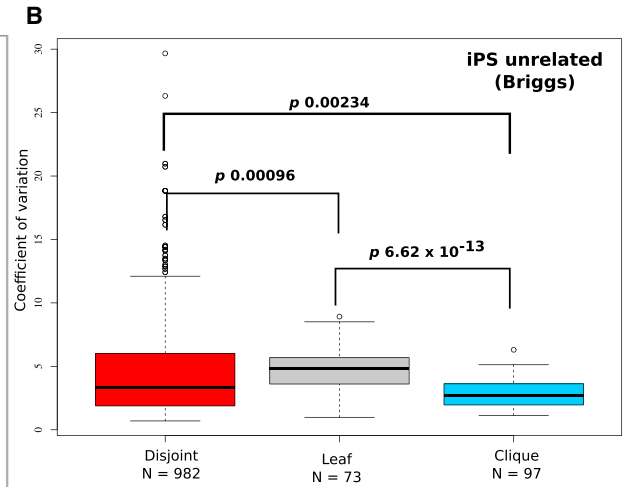 B
iPS unrelated
(Briggs)
p 0.00234
p 0.00096
p 6.62 x 10-13
Coefficient of variation
30
25
20
15
10
5
0
Disjoint
N = 982
Leaf
N = 73
Clique
N = 97